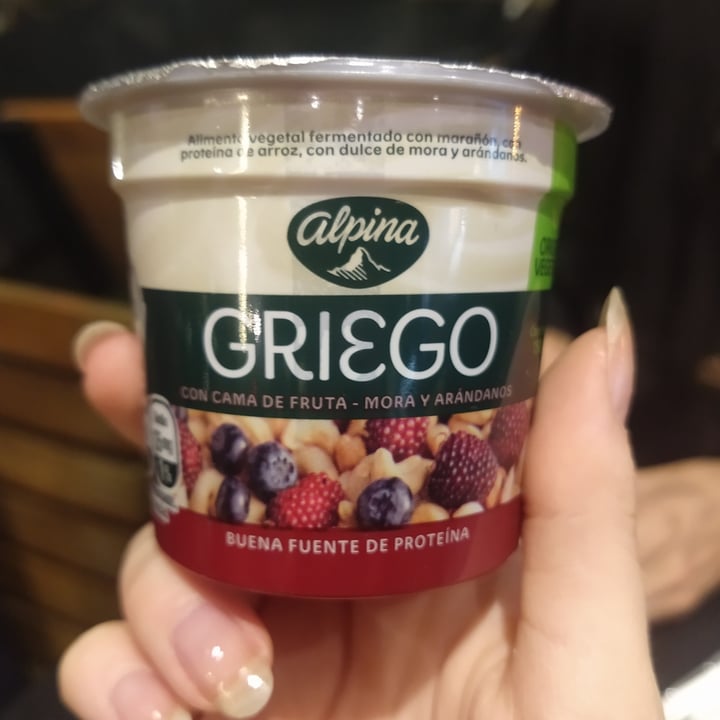 Alimento vegetal fermentado con marañón, con
proteína de arroz, con dulce de mora y arándanos.
alpina
GRIEGO
CON CAMA DE FRUTA - MORA Y ARÁNDANOS
BUENA FUENTE DE PROTEÍNA